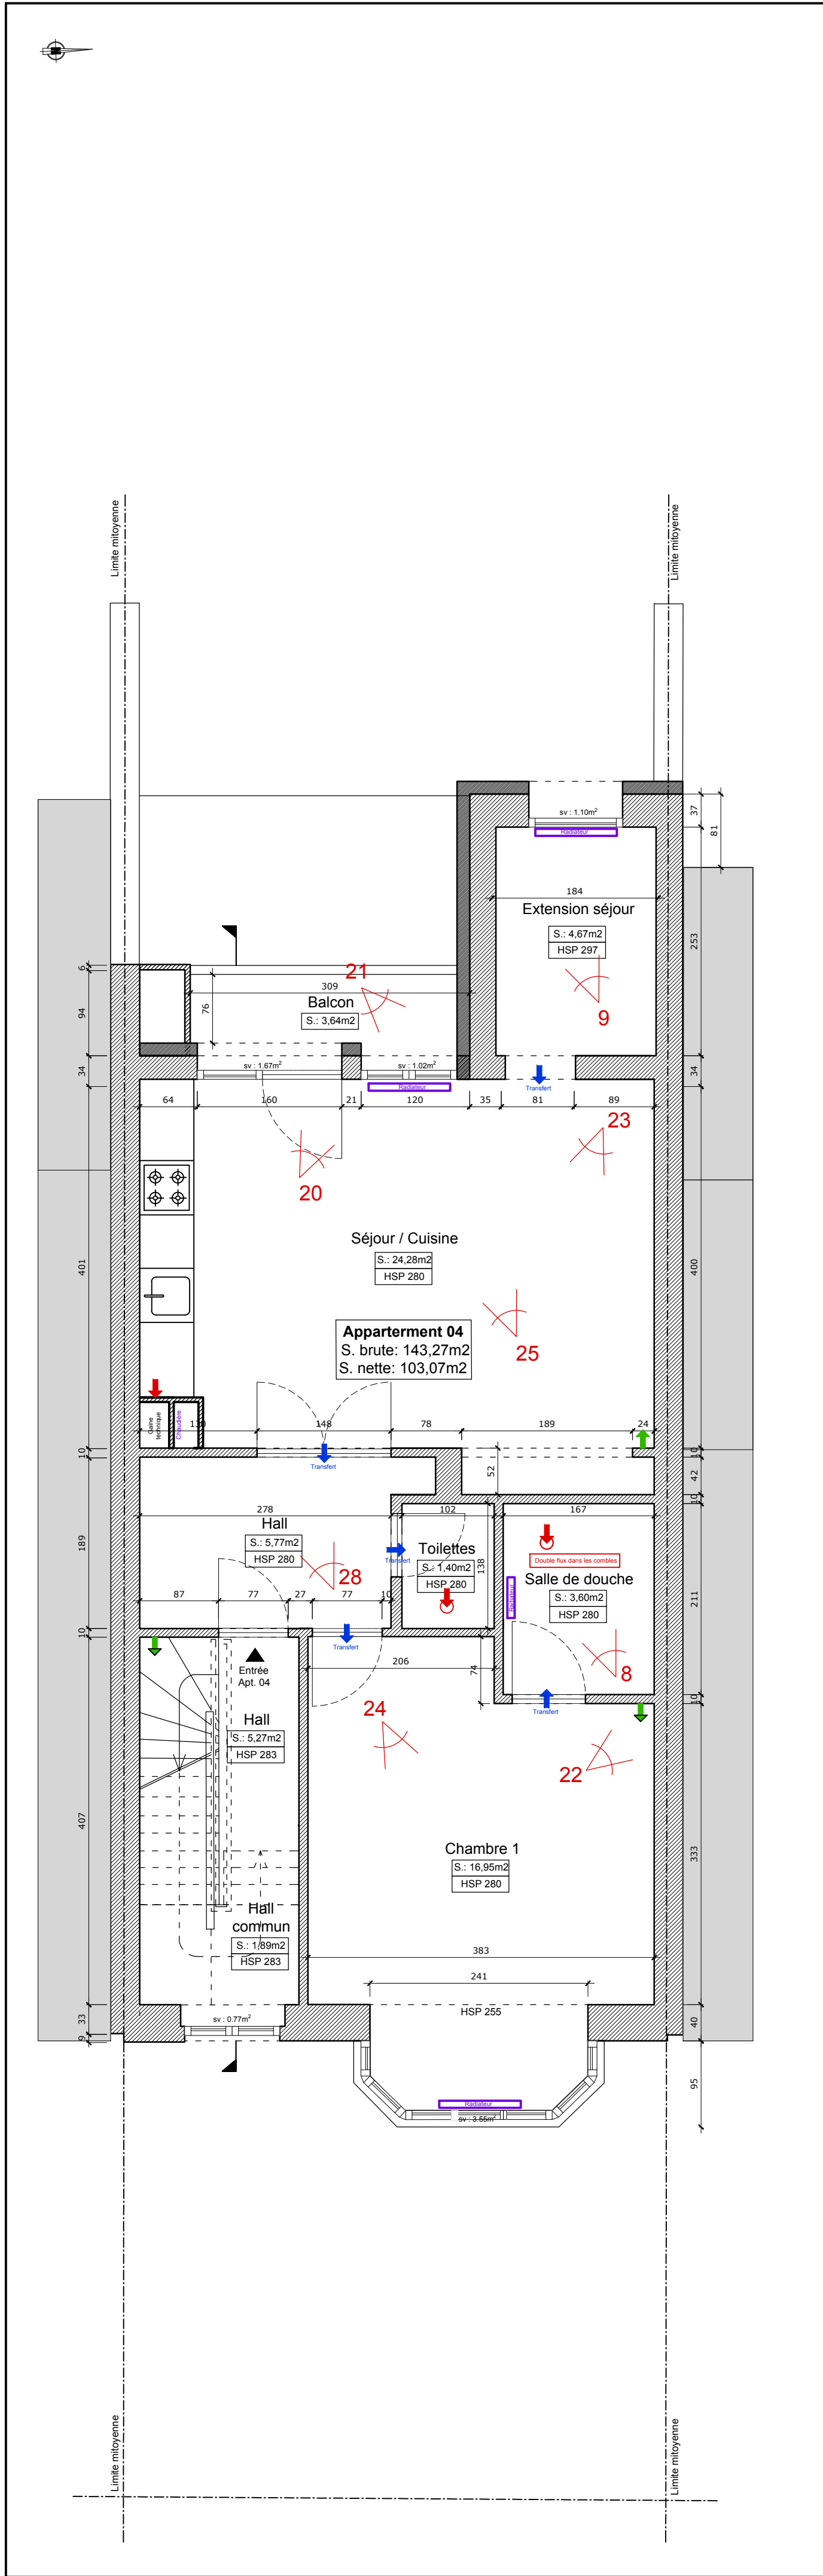 Limite mitoyenne
Limite mitoyenne
37
81
sv : 1.10m²
Radiateur
184
Extension séjour
S.: 4,67m2
HSP 297
253
9
6
94
21
309
76
Balcon
S.: 3,64m2
34
34
sv : 1.67m²
sv : 1.02m²
Radiateur
Transfert
64
160
21
120
35
81
89
23
20
Séjour / Cuisine
S.: 24,28m2
HSP 280
401
400
Apparterment 04
S. brute: 143,27m2
S. nette: 103,07m2
25
Gaine
technique
Chaudière
148
78
189
24
10
10
Transfert
52
42
10
278
102
167
Hall
S.: 5,77m2
HSP 280
189
Transfert
Toilettes
S.: 1,40m2
HSP 280
138
Double flux dans les combles
Salle de douche
S.: 3,60m2
HSP 280
Radiateur
211
28
87
77
27
77
10
10
Transfert
8
206
74
10
Entrée
Apt. 04
Transfert
24
22
Hall
S.: 5,27m2
HSP 283
407
333
Chambre 1
S.: 16,95m2
HSP 280
Hall
commun
S.: 1,89m2
HSP 283
383
241
HSP 255
33
9
sv : 0.77m²
40
95
Radiateur
sv : 3.55m²
Limite mitoyenne
Limite mitoyenne